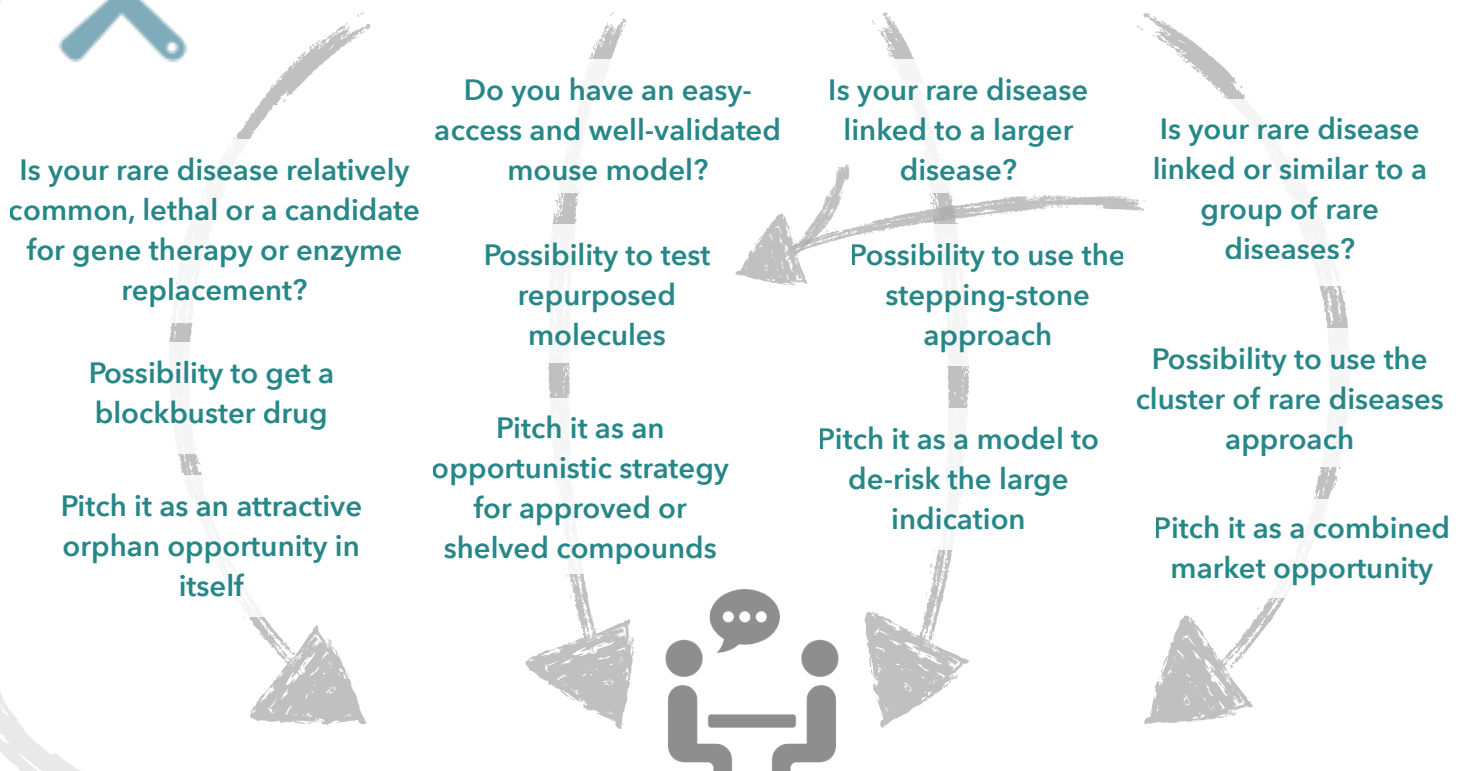 Is your rare disease relatively
common, lethal or a candidate
for gene therapy or enzyme
replacement?
Possibility to get a
blockbuster drug
Pitch it as an attractive
orphan opportunity in
itself
Do you have an easy-
access and well-validated
mouse model?
Possibility to test
repurposed
molecules
Pitch it as an
opportunistic strategy
for approved or
shelved compounds
Is your rare disease
linked to a larger
disease?
Possibility to use the
stepping-stone
approach
Pitch it as a model to
de-risk the large
indication
Is your rare disease
linked or similar to a
group of rare
diseases?
Possibility to use the
cluster of rare diseases
approach
Pitch it as a combined
market opportunity